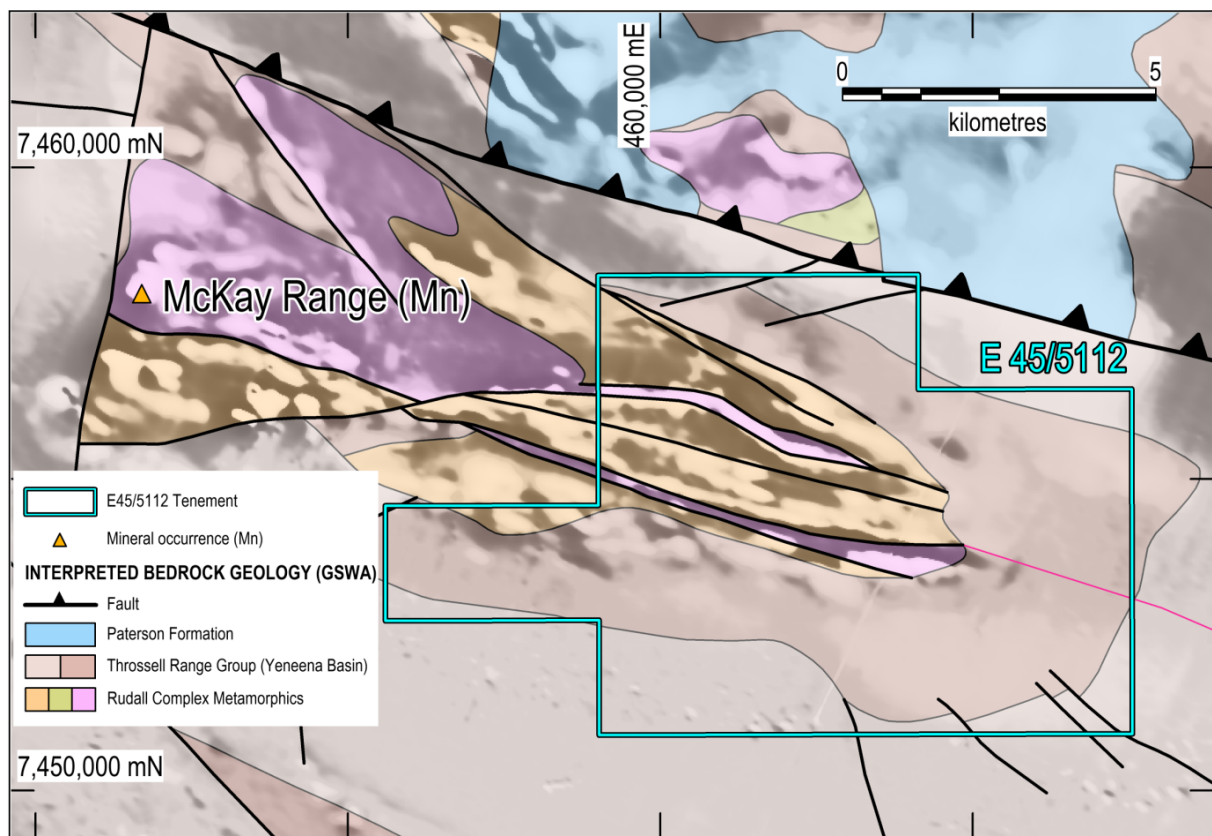 460,000 mE
0
5
kilometres
7,460,000 mN
McKay Range (Mn)
E 45/5112
E45/5112 Tenement
Mineral occurrence (Mn)
INTERPRETED BEDROCK GEOLOGY (GSWA)
Fault
Paterson Formation
Throssell Range Group (Yeneena Basin)
Rudall Complex Metamorphics
7,450,000 mN